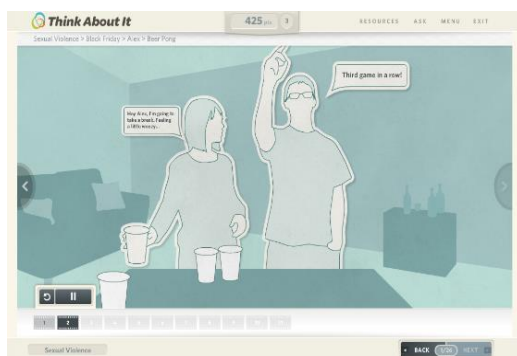 Think About It
425 pts
3
RESOURCES ASK MENU EXIT
Sexual Violence > Block Friday > Alex > Beer Pong
Hey Alex, I'm going to
take a break. Feeling
a little woozy...
Third game in a row!
1 2
Sexual Violence
BACK
NEXT